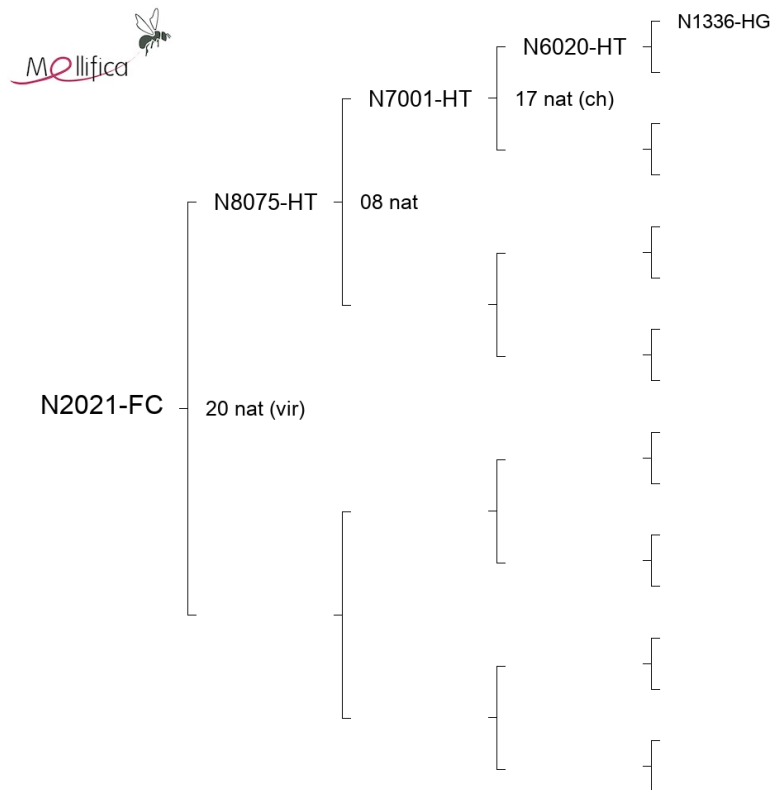 Mellifica
N1336-HG
N6020-HT
N7001-HT
17 nat (ch)
N8075-HT
08 nat
N2021-FC
20 nat (vir)